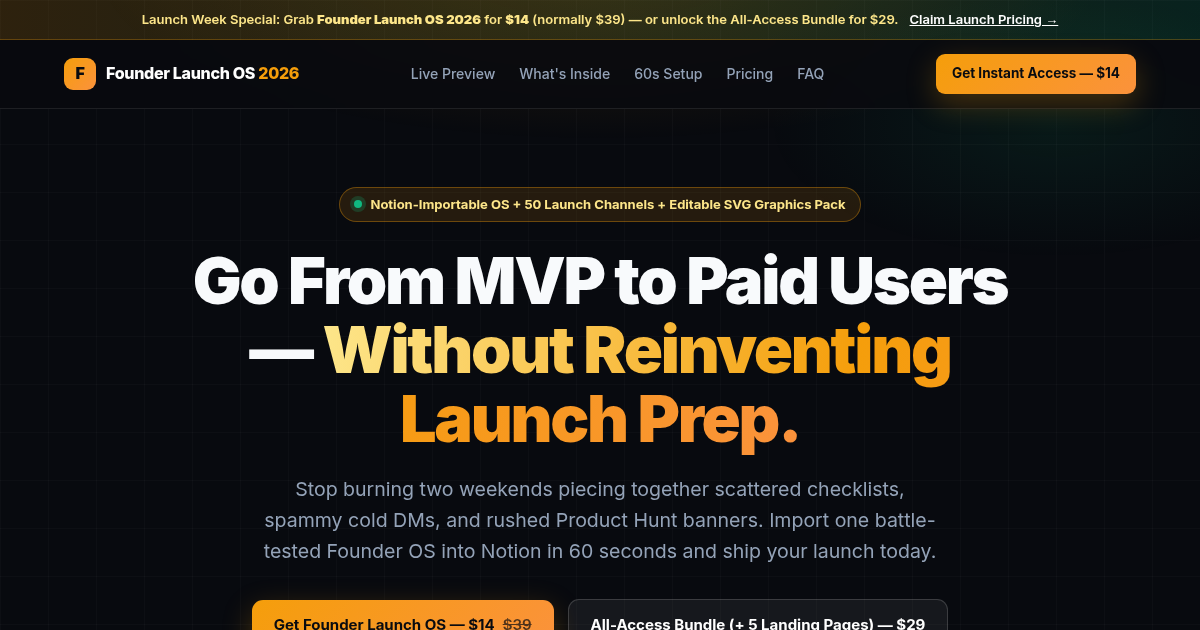 Launch Week Special: Grab Founder Launch OS 2026 for $14 (normally $39) — or unlock the All-Access Bundle for $29. Claim Launch Pricing →
F Founder Launch OS 2026 Live Preview What's Inside 60s Setup Pricing FAQ Get Instant Access — $14
Notion-Importable OS + 50 Launch Channels + Editable SVG Graphics Pack
Go From MVP to Paid Users
— Without Reinventing
Launch Prep.
Stop burning two weekends piecing together scattered checklists,
spammy cold DMs, and rushed Product Hunt banners. Import one battle-
tested Founder OS into Notion in 60 seconds and ship your launch today.
Get Founder Launch OS — $14 $39 All-Access Bundle (+ 5 Landing Pages) — $29